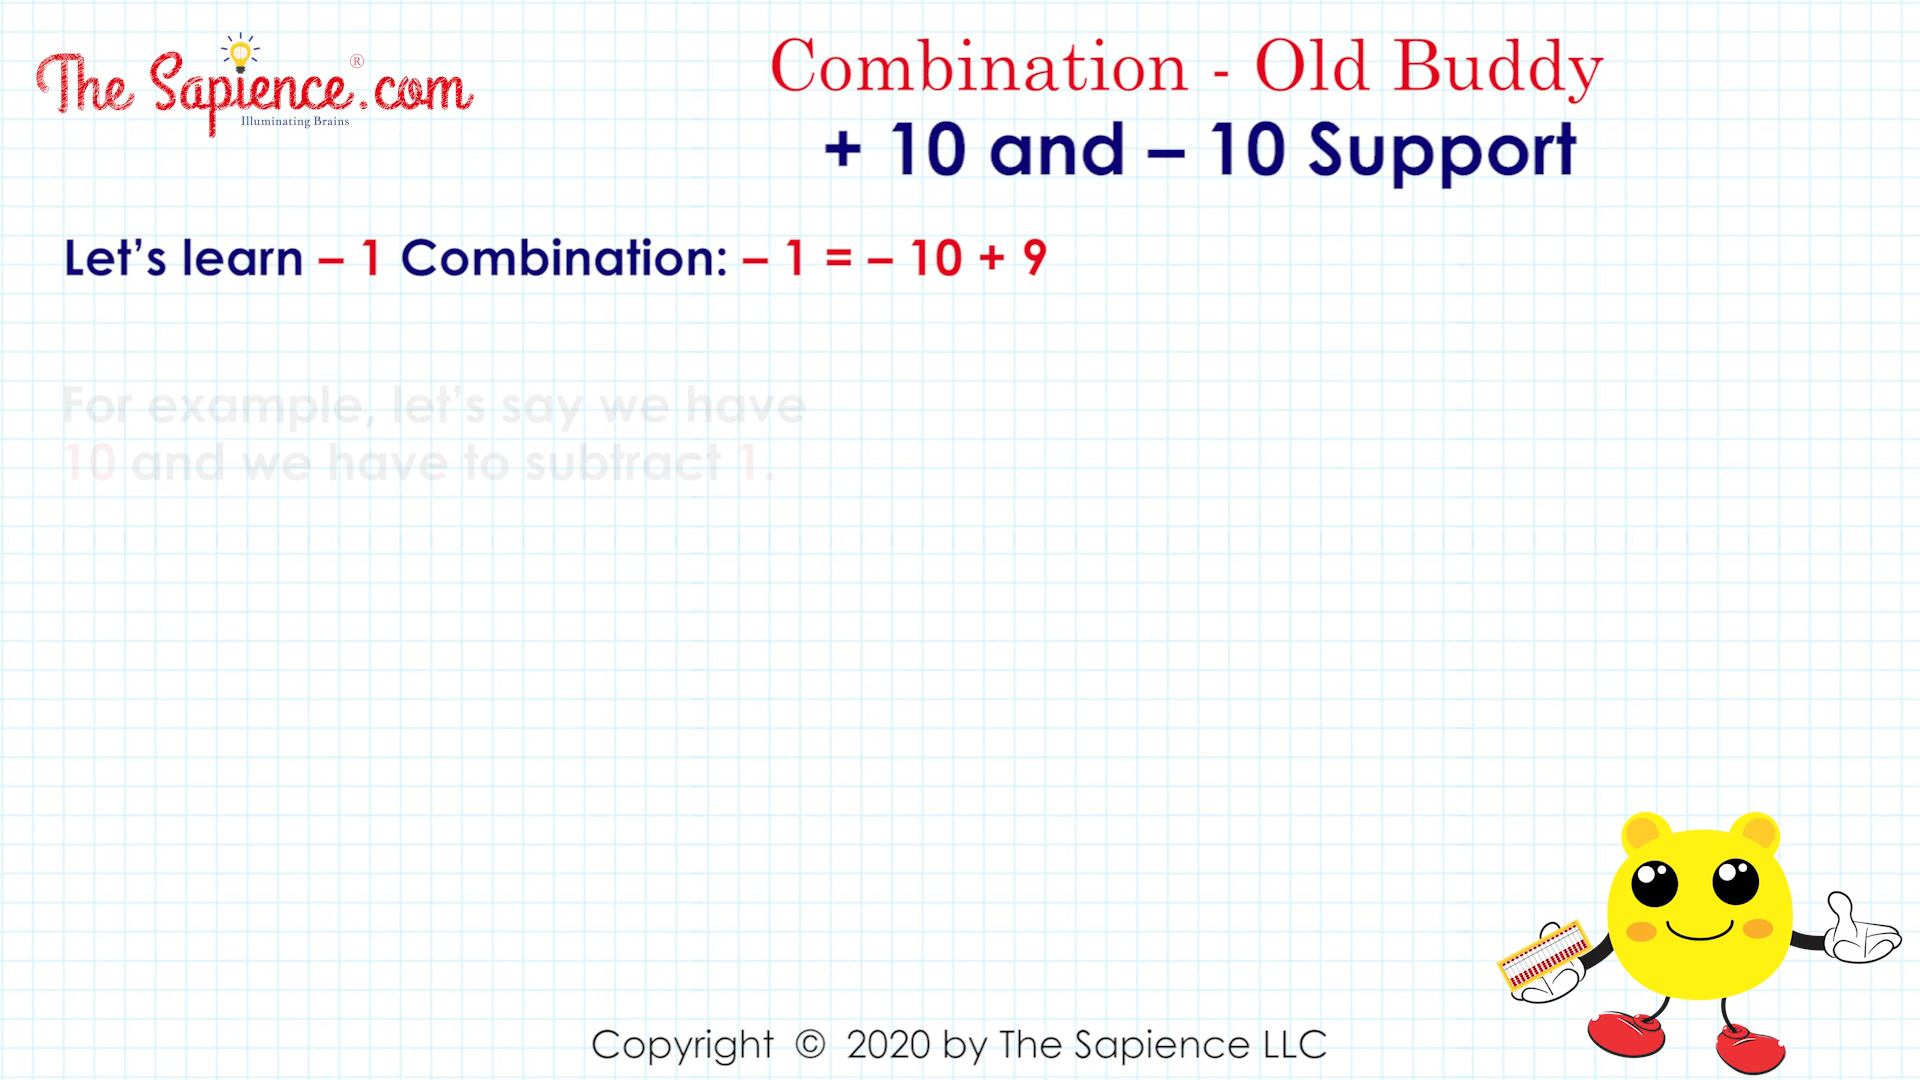 The Sapience.com®
Illuminating Brains
Combination - Old Buddy
+ 10 and – 10 Support
Let’s learn – 1 Combination: – 1 = – 10 + 9
For example, let’s say we have
10 and we have to subtract 1.
Copyright © 2020 by The Sapience LLC